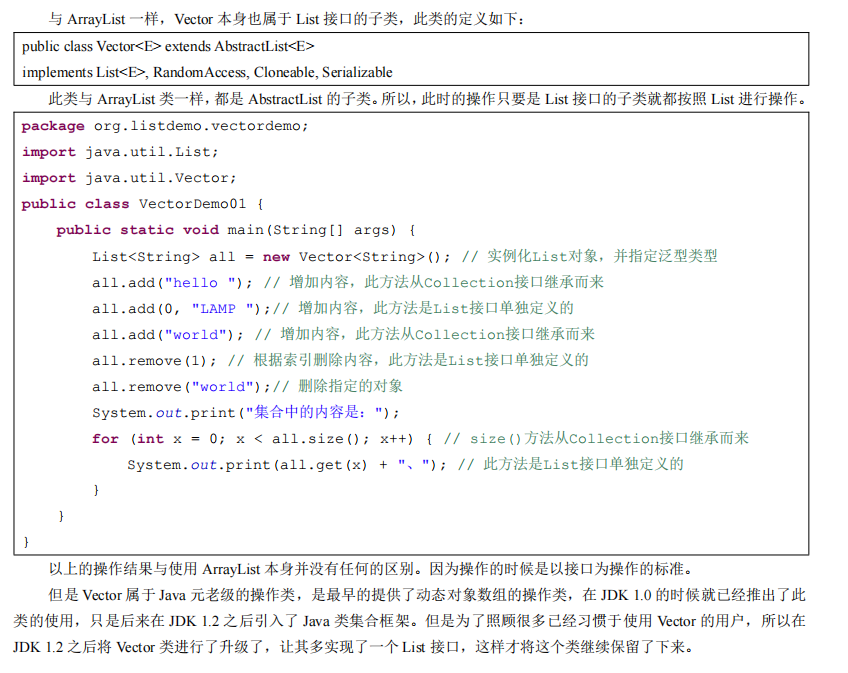 与 ArrayList 一样，Vector 本身也属于 List 接口的子类，此类的定义如下：
public class Vector<E> extends AbstractList<E>
implements List<E>, RandomAccess, Cloneable, Serializable
此类与 ArrayList 类一样，都是 AbstractList 的子类。所以，此时的操作只要是 List 接口的子类就都按照 List 进行操作。
package org.listdemo.vectordemo;
import java.util.List;
import java.util.Vector;
public class VectorDemo01 {
public static void main(String[] args) {
List<String> all = new Vector<String>(); // 实例化List对象，并指定泛型类型
all.add("hello "); // 增加内容，此方法从Collection接口继承而来
all.add(0, "LAMP ");// 增加内容，此方法是List接口单独定义的
all.add("world"); // 增加内容，此方法从Collection接口继承而来
all.remove(1); // 根据索引删除内容，此方法是List接口单独定义的
all.remove("world");// 删除指定的对象
System.out.print("集合中的内容是：");
for (int x = 0; x < all.size(); x++) { // size()方法从Collection接口继承而来
System.out.print(all.get(x) + "、"); // 此方法是List接口单独定义的
}
}
}
以上的操作结果与使用 ArrayList 本身并没有任何的区别。因为操作的时候是以接口为操作的标准。
但是 Vector 属于 Java 元老级的操作类，是最早的提供了动态对象数组的操作类，在 JDK 1.0 的时候就已经推出了此
类的使用，只是后来在 JDK 1.2 之后引入了 Java 类集合框架。但是为了照顾很多已经习惯于使用 Vector 的用户，所以在
JDK 1.2 之后将 Vector 类进行了升级了，让其多实现了一个 List 接口，这样才将这个类继续保留了下来。